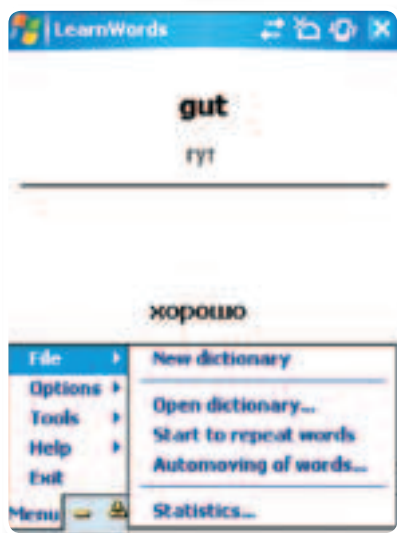 LearnWords
gut
гут
хорошо
File
Options
Tools
Help
Exit
Menu
New dictionary
Open dictionary...
Start to repeat words
Automoving of words...
Statistics...